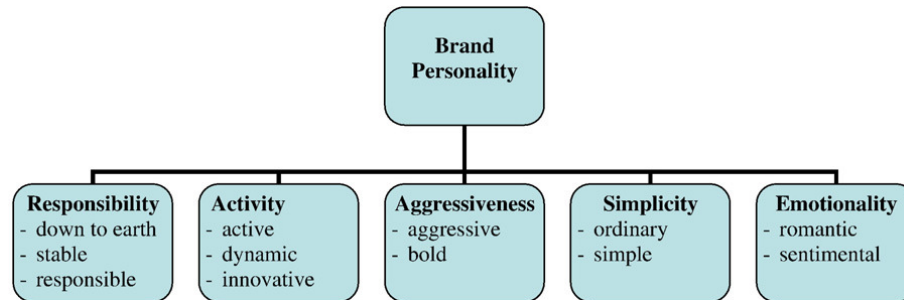 Brand
Personality
Responsibility
- down to earth
- stable
- responsible
Activity
- active
- dynamic
- innovative
Aggressiveness
- aggressive
- bold
Simplicity
- ordinary
- simple
Emotionality
- romantic
- sentimental